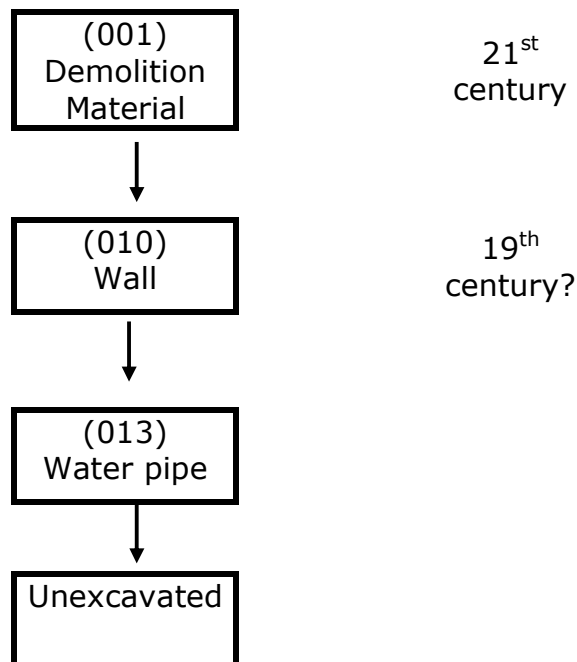 (001)
Demolition
Material
21st
century
(010)
Wall
19th
century?
(013)
Water pipe
Unexcavated